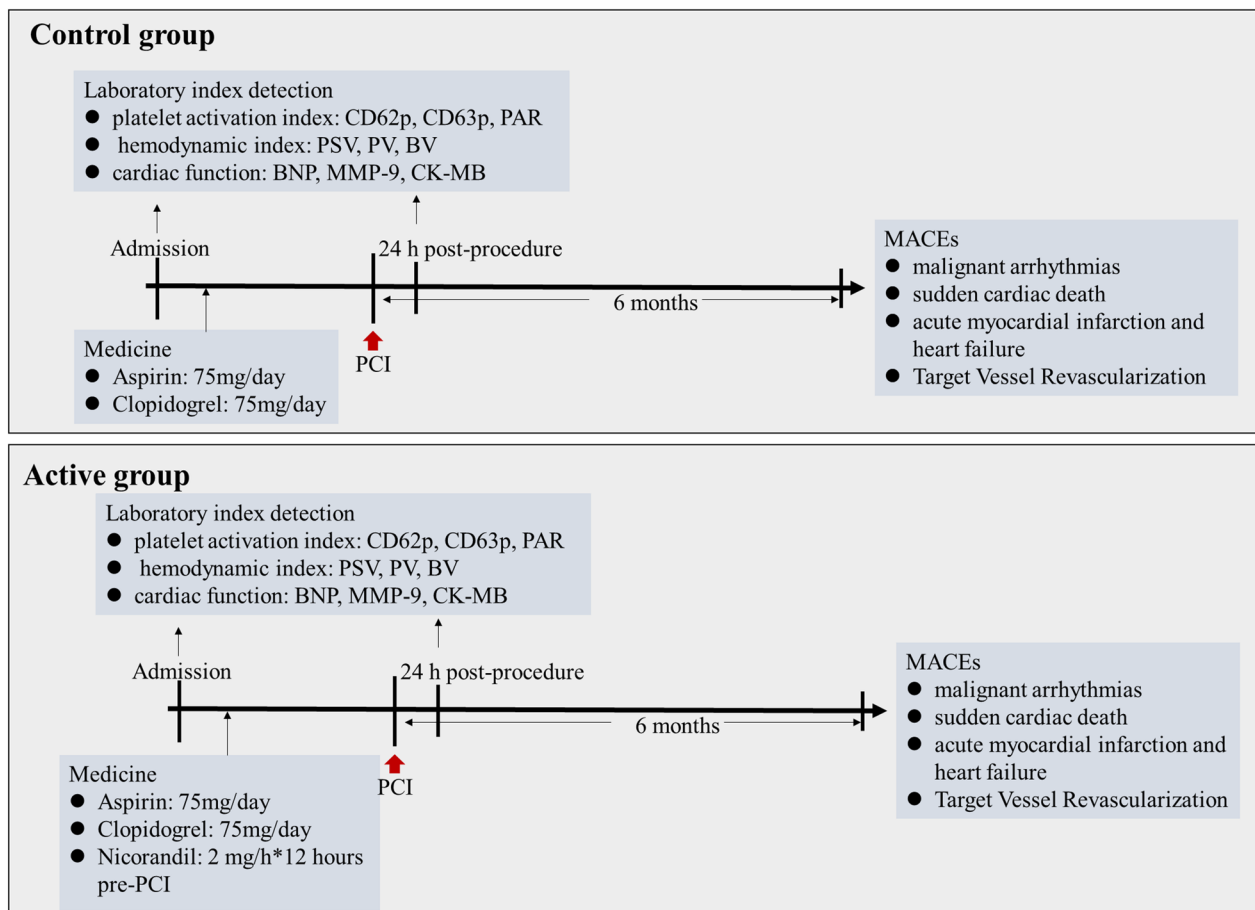 Control group
Laboratory index detection
● platelet activation index: CD62p, CD63p, PAR
● hemodynamic index: PSV, PV, BV
● cardiac function: BNP, MMP-9, CK-MB
Admission
24 h post-procedure
6 months
PCI
Medicine
● Aspirin: 75mg/day
● Clopidogrel: 75mg/day
MACEs
● malignant arrhythmias
● sudden cardiac death
● acute myocardial infarction and
heart failure
● Target Vessel Revascularization
Active group
Laboratory index detection
● platelet activation index: CD62p, CD63p, PAR
● hemodynamic index: PSV, PV, BV
● cardiac function: BNP, MMP-9, CK-MB
Admission
24 h post-procedure
6 months
PCI
Medicine
● Aspirin: 75mg/day
● Clopidogrel: 75mg/day
● Nicorandil: 2 mg/h*12 hours
pre-PCI
MACEs
● malignant arrhythmias
● sudden cardiac death
● acute myocardial infarction and
heart failure
● Target Vessel Revascularization